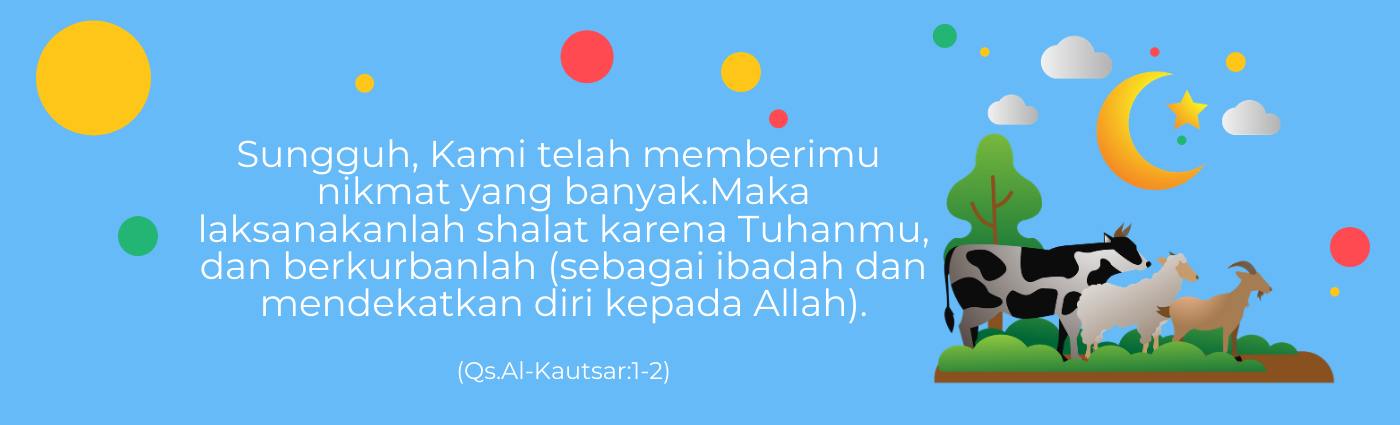 Sungguh, Kami telah memberimu
nikmat yang banyak.Maka
laksanakanlah shalat karena Tuhanmu,
dan berkurbanlah (sebagai ibadah dan
mendekatkan diri kepada Allah).
(Qs.Al-Kautsar:1-2)